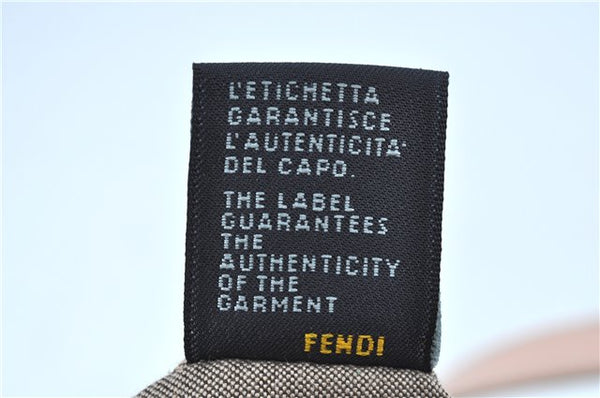 L'ETICHETTA
GARANTISCE
L'AUTENTICITA'
DEL CAPO.
THE LABEL
GUARANTEES
THE
AUTHENTICITY
OF THE
GARMENT
FENDI